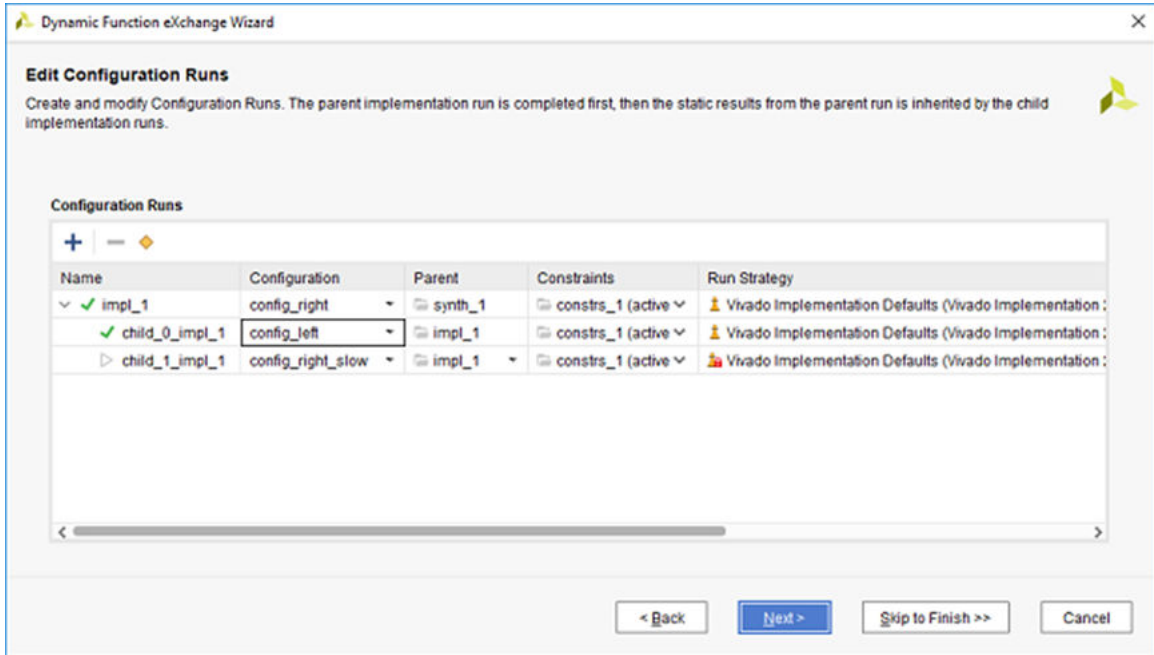 Dynamic Function eXchange Wizard
Edit Configuration Runs
Create and modify Configuration Runs. The parent implementation run is completed first, then the static results from the parent run is inherited by the child
implementation runs.
Configuration Runs
Name Configuration Parent Constraints Run Strategy
impl_1 config_right synth_1 constrs_1 (active Vivado Implementation Defaults (Vivado Implementation
child_0_impl_1 config_left impl_1 constrs_1 (active Vivado Implementation Defaults (Vivado Implementation
child_1_impl_1 config_right_slow impl_1 constrs_1 (active Vivado Implementation Defaults (Vivado Implementation
< Back Next > Skip to Finish >> Cancel